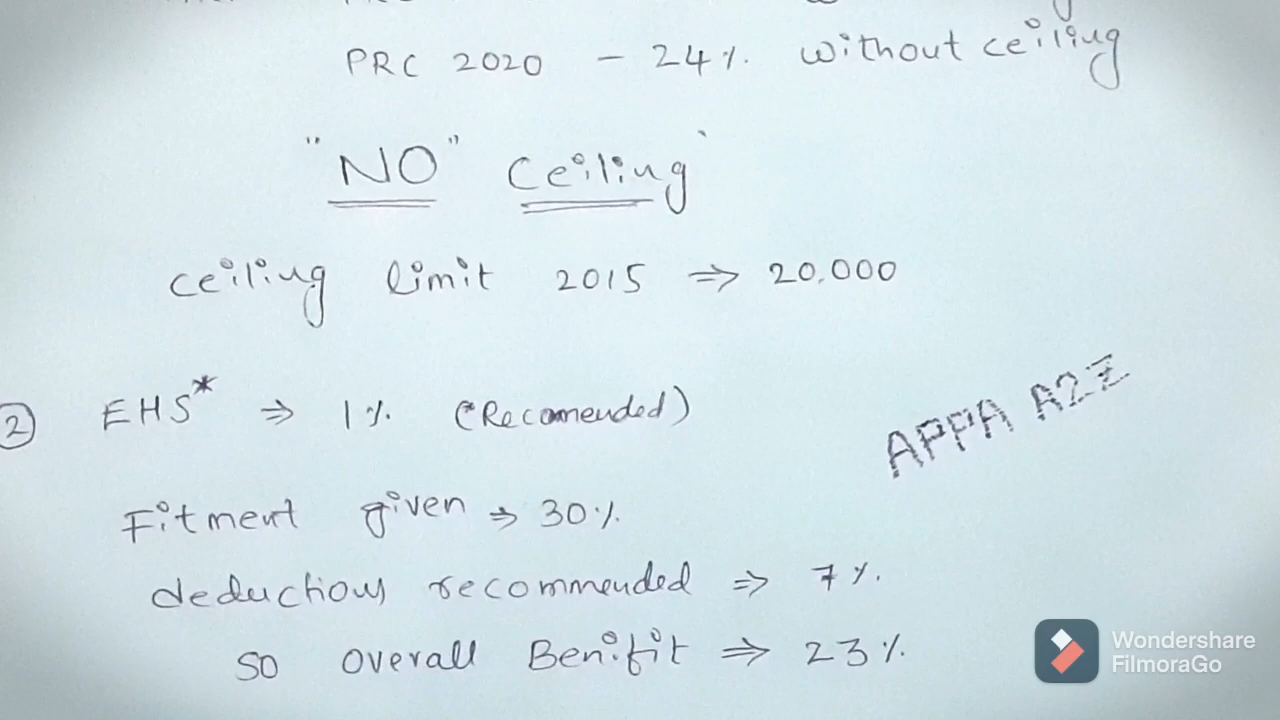 PRC 2020 - 24%. without ceiling
"NO" ceiling
ceiling limit 2015 ⇒ 20,000
2 EHS* ⇒ 1%. (*Recomended)
APPA A2Z
Fitment given ⇒ 30%.
deductions recommended ⇒ 7%.
so overall Benifit ⇒ 23%.
Wondershare
FilmoraGo